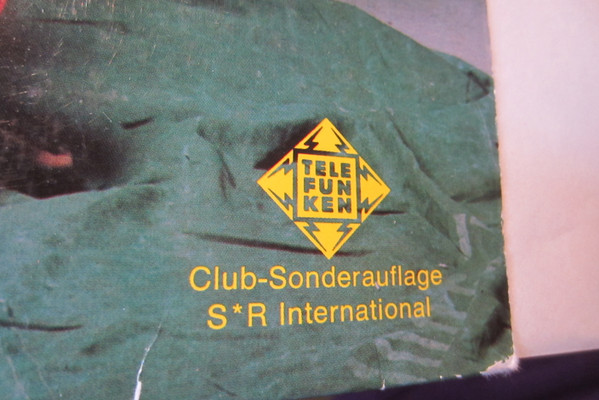 TELE
FUN
KEN
Club-Sonderauflage
S*R International